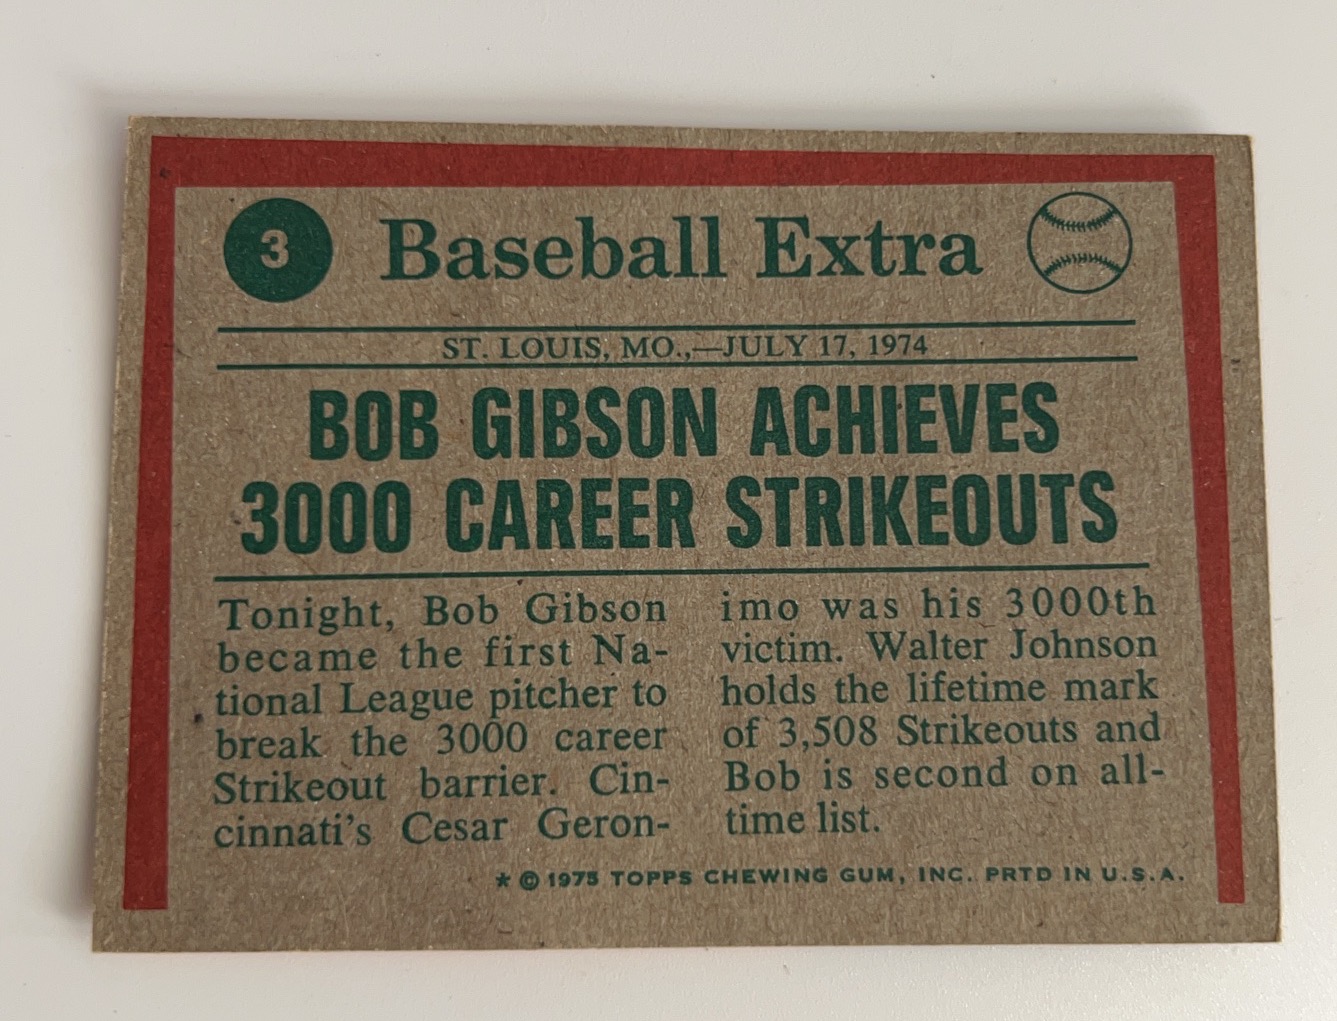 3 Baseball Extra
ST. LOUIS, MO.,—JULY 17, 1974
BOB GIBSON ACHIEVES
3000 CAREER STRIKEOUTS
Tonight, Bob Gibson
became the first Na-
tional League pitcher to
break the 3000 career
Strikeout barrier. Cin-
cinnati's Cesar Geron-
imo was his 3000th
victim. Walter Johnson
holds the lifetime mark
of 3,508 Strikeouts and
Bob is second on all-
time list.
* © 1975 TOPPS CHEWING GUM, INC. PRTD IN U.S.A.